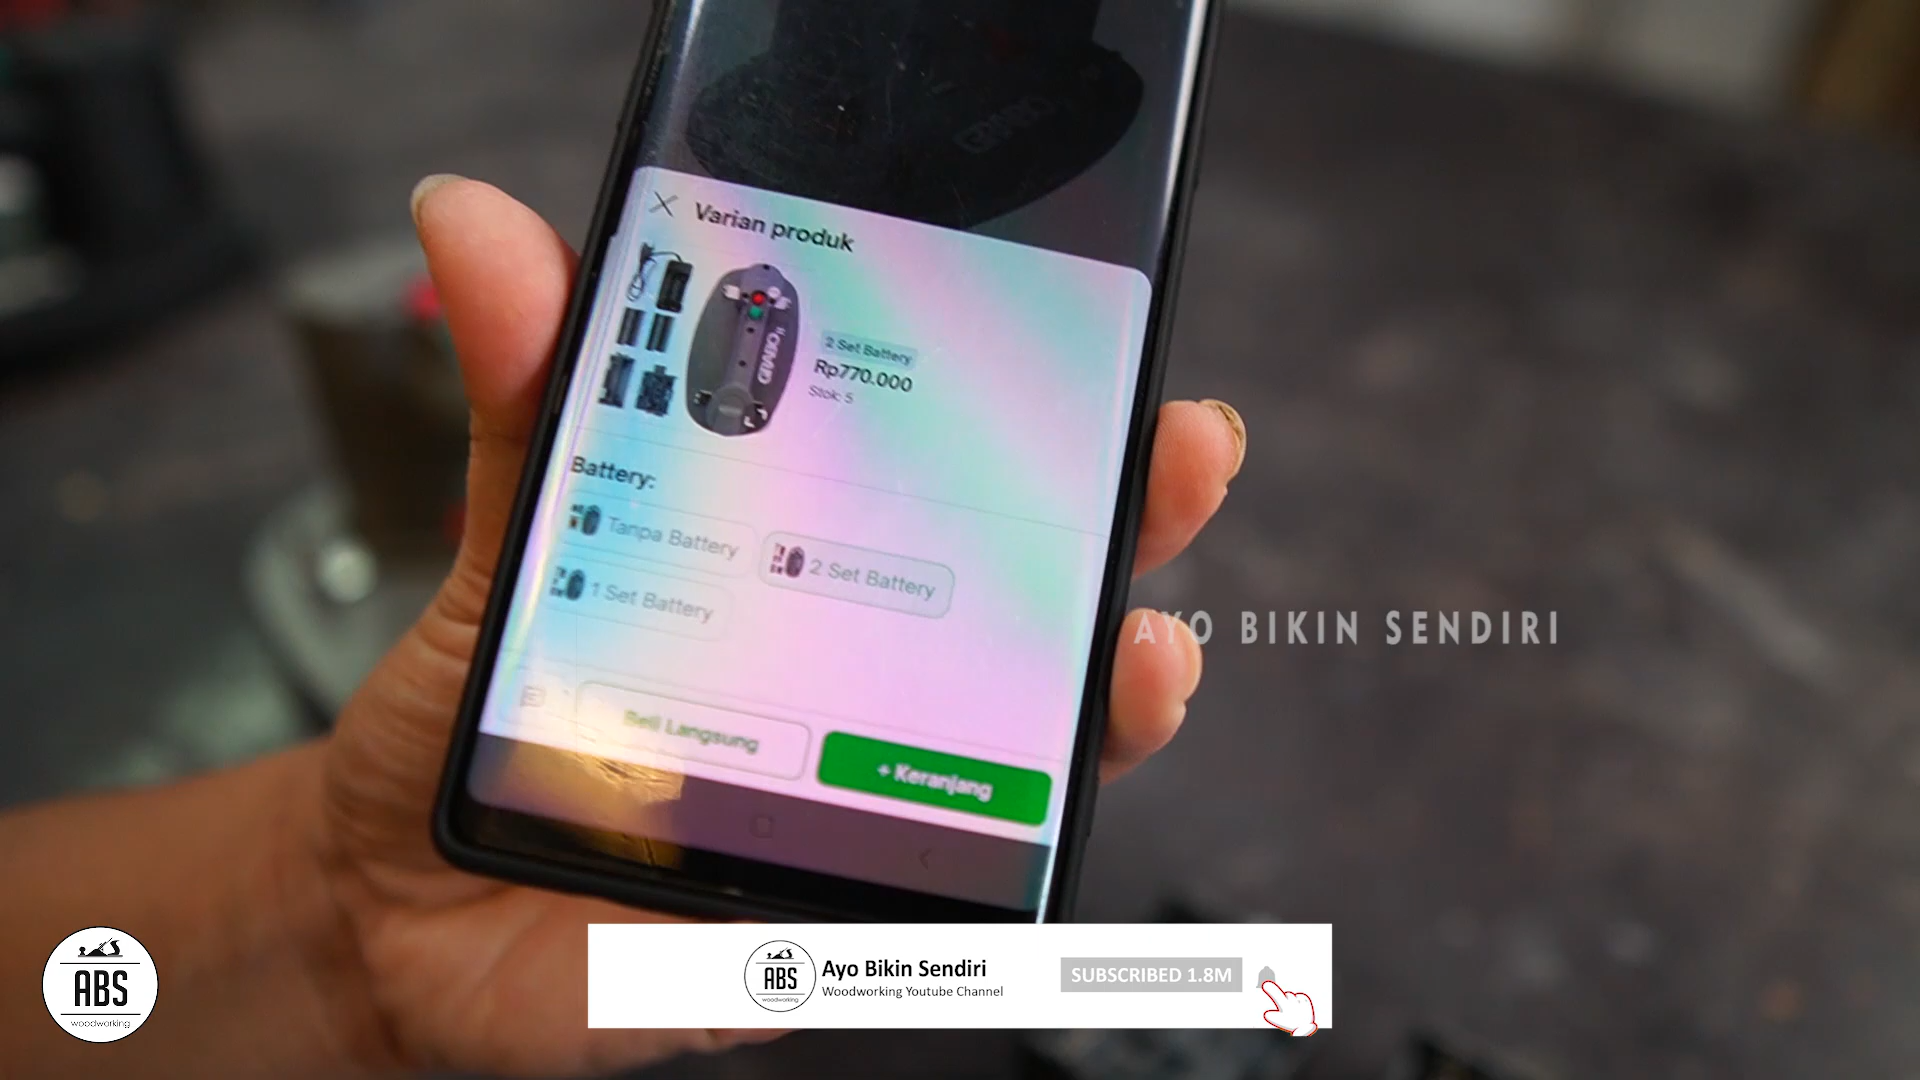 Varian produk
2 Set Battery
Rp770.000
Stok: 5
Battery:
Tanpa Battery
2 Set Battery
1 Set Battery
Beli Langsung
+ Keranjang
AYO BIKIN SENDIRI
ABS
woodworking
ABS
woodworking
Ayo Bikin Sendiri
Woodworking Youtube Channel
SUBSCRIBED 1.8M